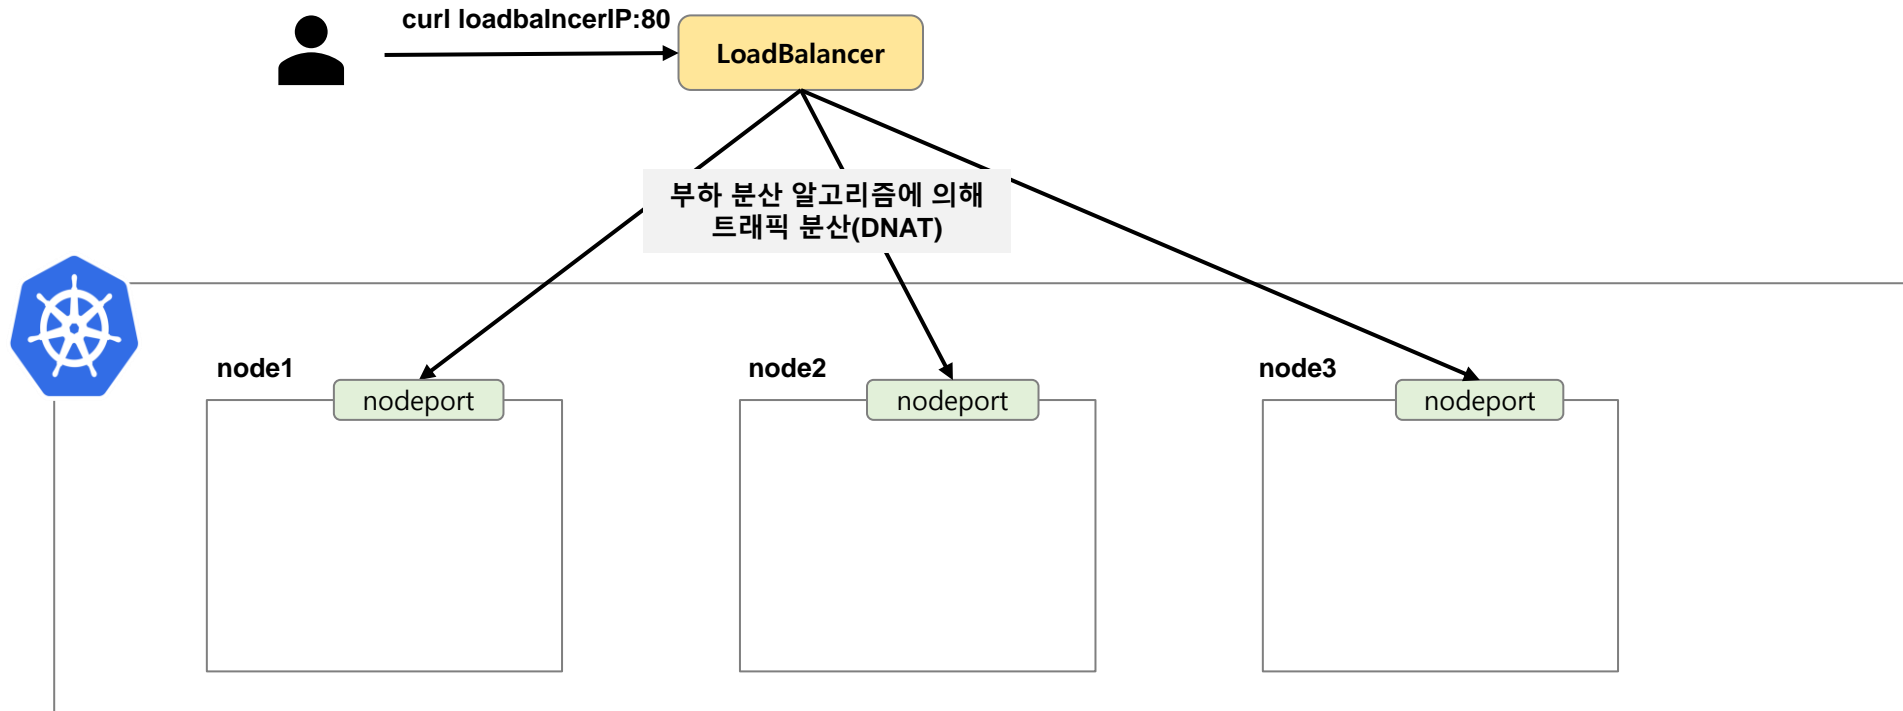 curl loadbalncerIP:80
LoadBalancer
부하 분산 알고리즘에 의해
트래픽 분산(DNAT)
node1
nodeport
node2
nodeport
node3
nodeport